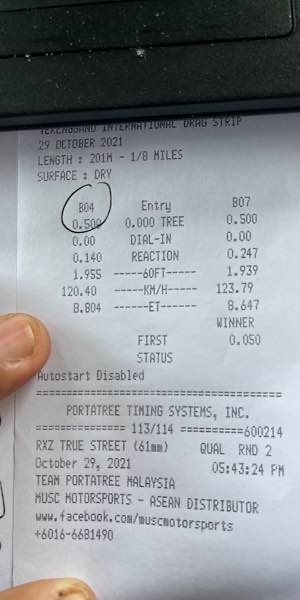 TERENGGANU INTERNATIONAL DRAG STRIP
29 OCTOBER 2021
LENGTH : 201M - 1/8 MILES
SURFACE : DRY
B04 Entry B07
0.500 0.000 TREE 0.500
0.00 DIAL-IN 0.00
0.140 REACTION 0.247
1.955 -----60FT----- 1.939
120.40 -----KM/H----- 123.79
8.804 ------ET------ 8.647
WINNER
FIRST 0.050
STATUS
Autostart Disabled
=====================================
PORTATREE TIMING SYSTEMS, INC.
============== 113/114 ==========600214
RXZ TRUE STREET (61mm) QUAL RND 2
October 29, 2021 05:43:24 PM
TEAM PORTATREE MALAYSIA
MUSC MOTORSPORTS - ASEAN DISTRIBUTOR
www.facebook.com/muscmotorsports
+6016-6681490